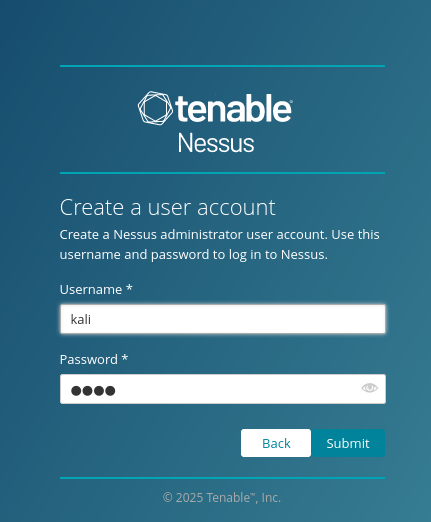 tenable
Nessus
Create a user account
Create a Nessus administrator user account. Use this
username and password to log in to Nessus.
Username *
kali
Password *
●●●●
Back Submit
© 2025 Tenable™, Inc.